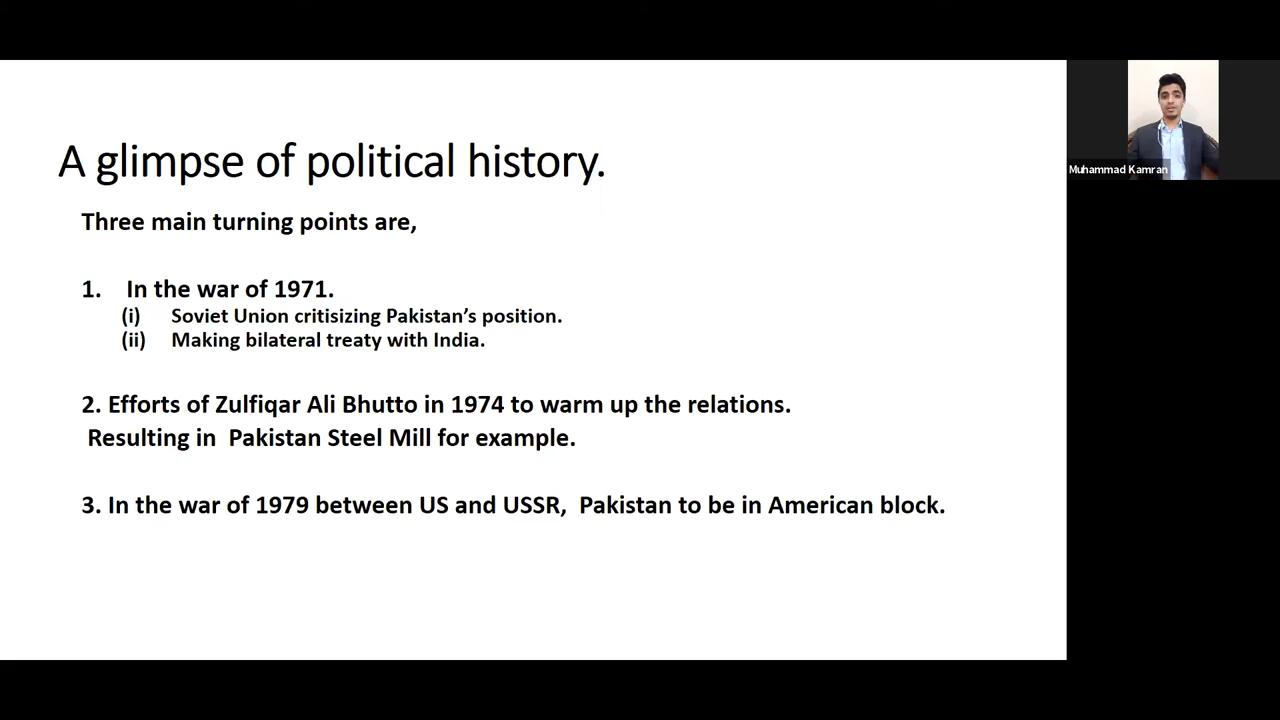 A glimpse of political history.
Three main turning points are,
1. In the war of 1971.
(i) Soviet Union critisizing Pakistan's position.
(ii) Making bilateral treaty with India.
2. Efforts of Zulfiqar Ali Bhutto in 1974 to warm up the relations.
Resulting in  Pakistan Steel Mill for example.
3. In the war of 1979 between US and USSR,  Pakistan to be in American block.
Muhammad Kamran